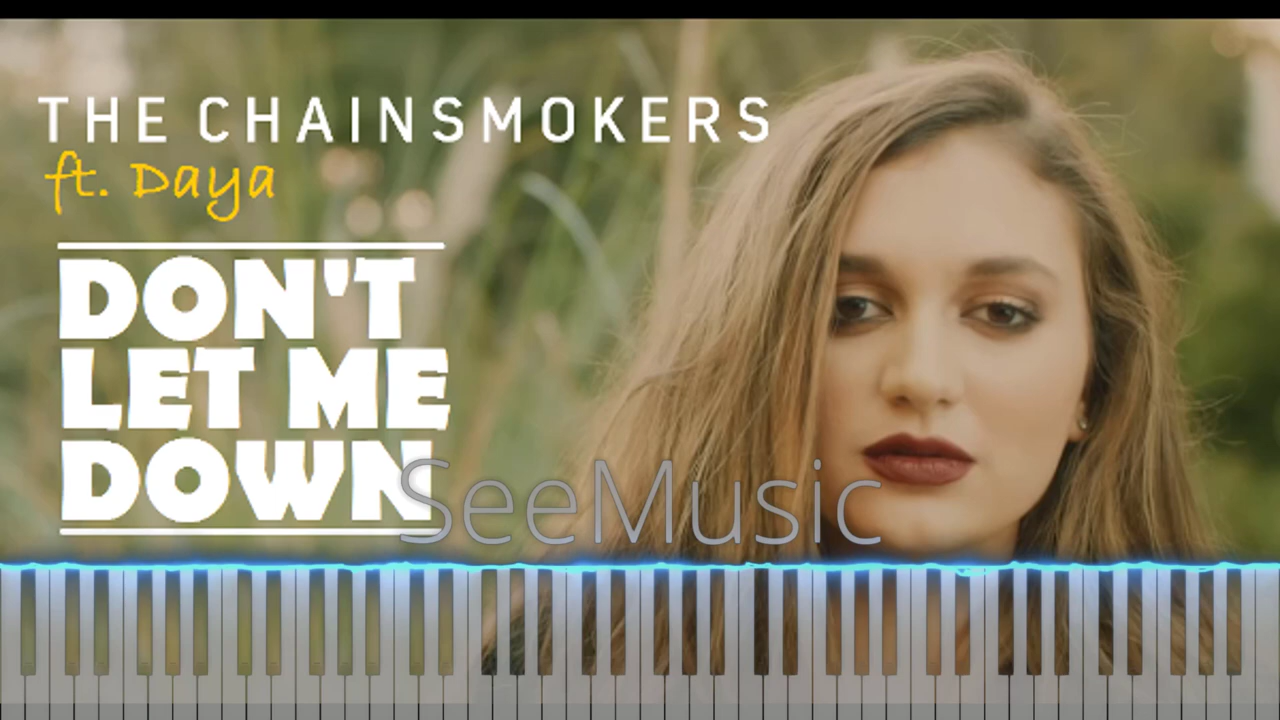 THE CHAINSMOKERS
ft. Daya
DON'T
LET ME
DOWN
SeeMusic